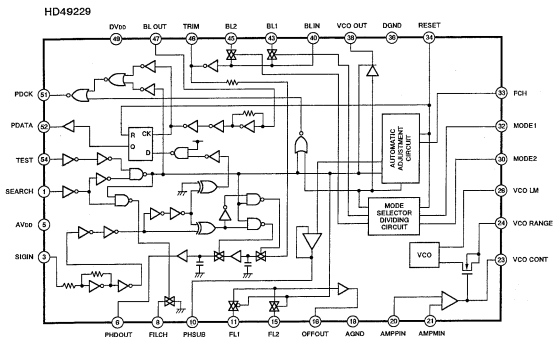 HD49229
DVDD BL OUT TRIM BL2 BL1 BLIN VCO OUT DGND RESET
49 47 46 45 43 40 38 36 34
PDCK 51
PDATA 52
TEST 54
SEARCH 1
AVDD 5
SIGIN 3
R CK
Q D
AUTOMATIC
ADJUSTMENT
CIRCUIT
MODE
SELECTOR
DIVIDING
CIRCUIT
VCO
33 FCH
32 MODE1
30 MODE2
VCO LM
24 VCO RANGE
23 VCO CONT
6 8 10 11 15 16 18 20 21
PHDOUT FILCH PHSUB FL1 FL2 OFFOUT AGND AMPPIN AMPMIN